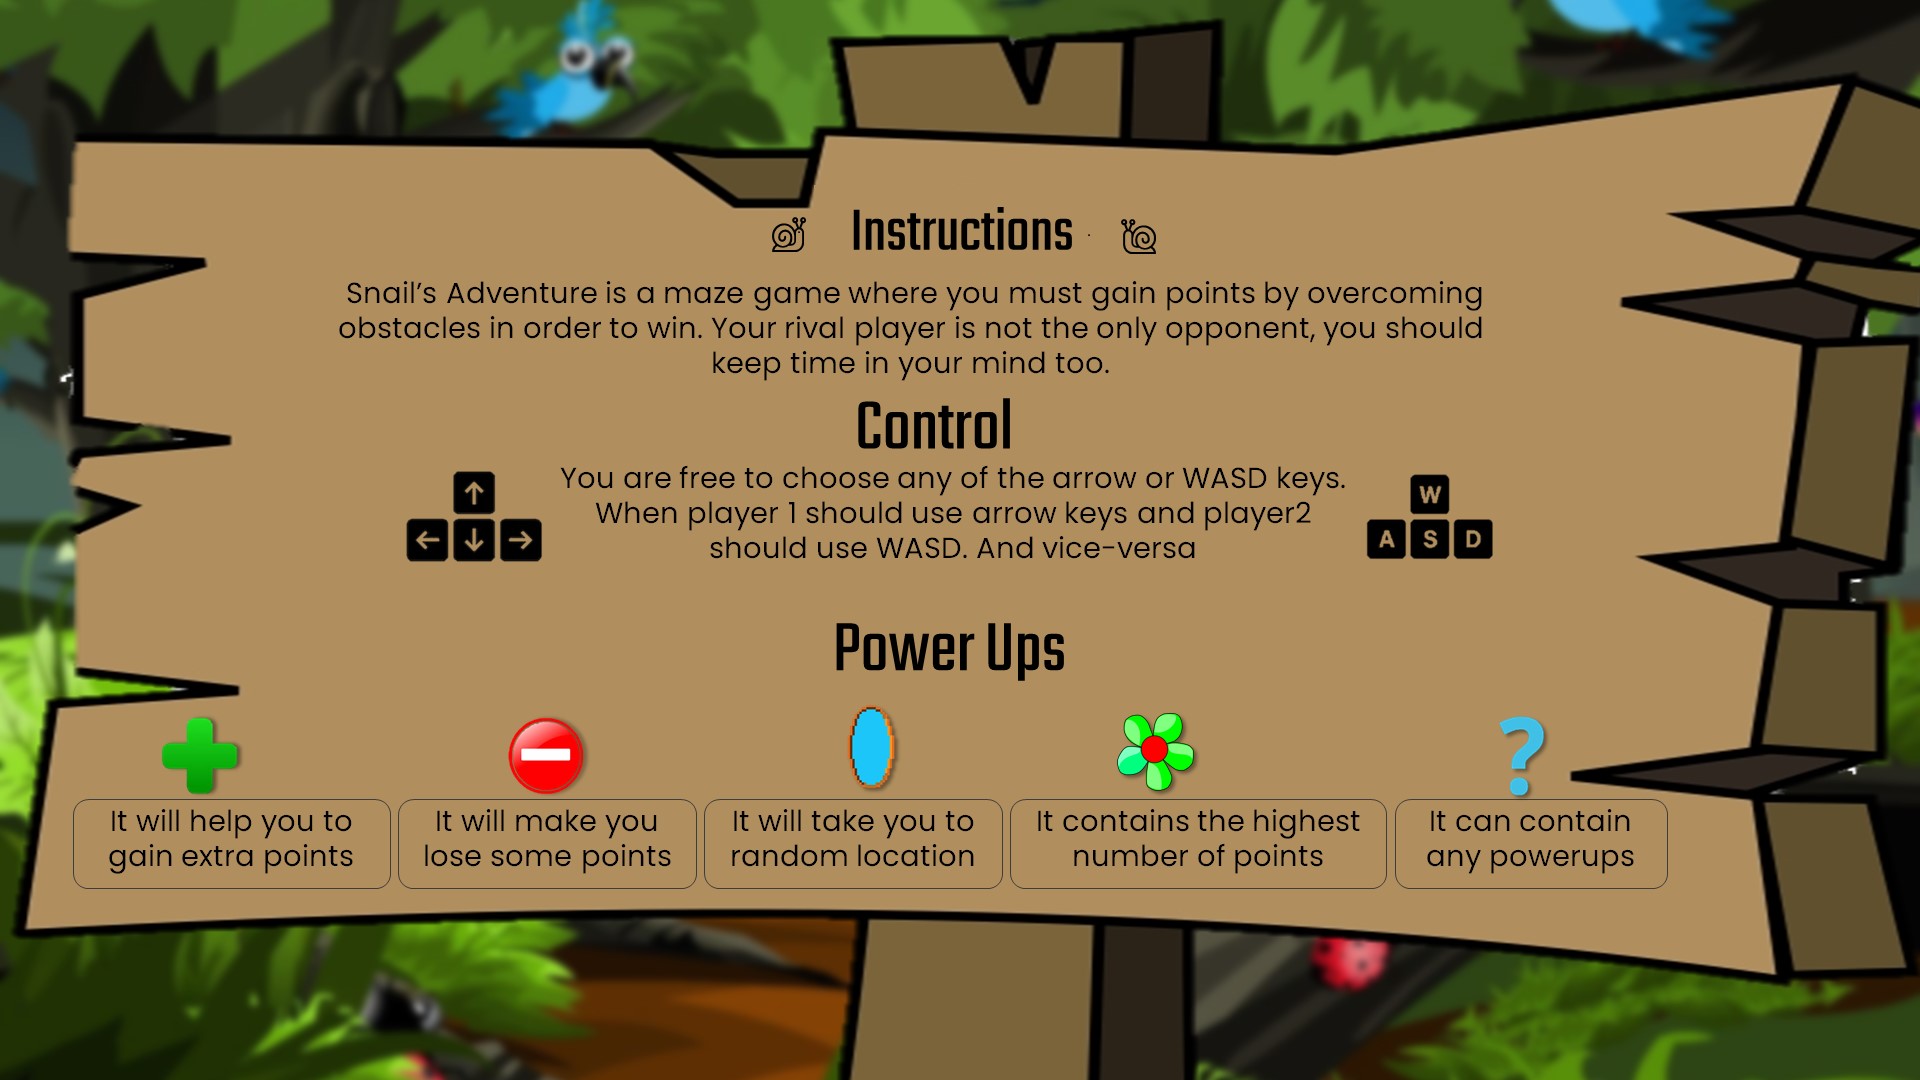 Instructions
Snail’s Adventure is a maze game where you must gain points by overcoming
obstacles in order to win. Your rival player is not the only opponent, you should
keep time in your mind too.
Control
You are free to choose any of the arrow or WASD keys.
When player 1 should use arrow keys and player2
should use WASD. And vice-versa
W
A S D
Power Ups
It will help you to
gain extra points
It will make you
lose some points
It will take you to
random location
It contains the highest
number of points
?
It can contain
any powerups